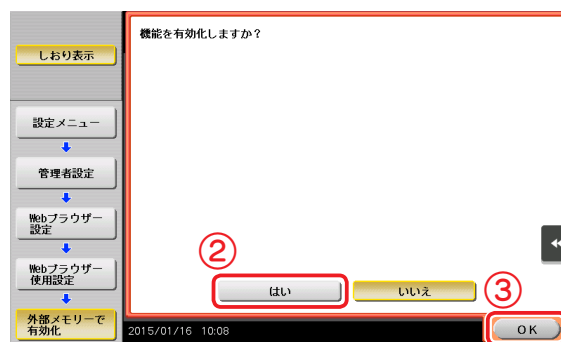 機能を有効化しますか？
しおり表示
設定メニュー
管理者設定
Webブラウザー
設定
Webブラウザー
使用設定
外部メモリーで
有効化
②
はい
いいえ
③
2015/01/16 10:08
OK